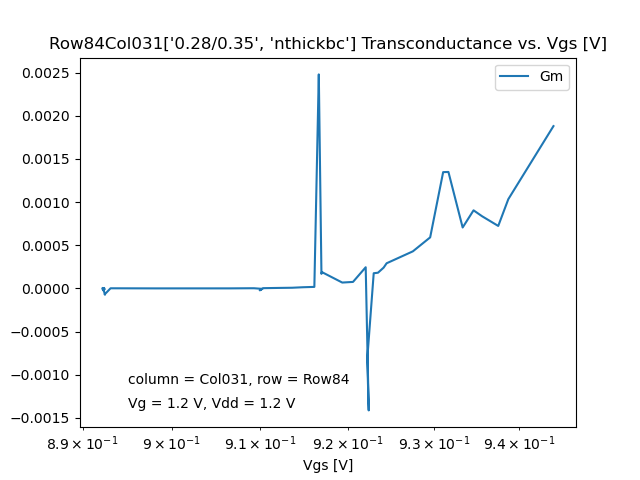 Row84Col031['0.28/0.35', 'nthickbc'] Transconductance vs. Vgs [V]
Gm
0.0025
0.0020
0.0015
0.0010
0.0005
0.0000
−0.0005
−0.0010
−0.0015
column = Col031, row = Row84
Vg = 1.2 V, Vdd = 1.2 V
8.9 × 10⁻¹ 9 × 10⁻¹ 9.1 × 10⁻¹ 9.2 × 10⁻¹ 9.3 × 10⁻¹ 9.4 × 10⁻¹
Vgs [V]